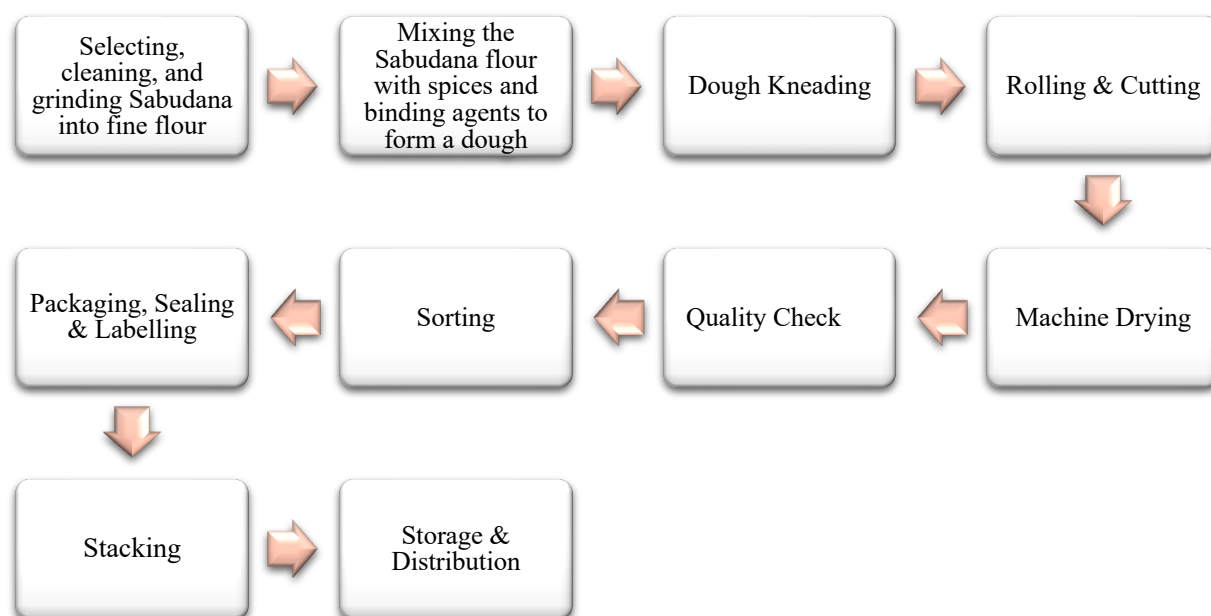 Selecting,
cleaning, and
grinding Sabudana
into fine flour
Mixing the
Sabudana flour
with spices and
binding agents to
form a dough
Dough Kneading
Rolling & Cutting
Machine Drying
Quality Check
Sorting
Packaging, Sealing
& Labelling
Stacking
Storage &
Distribution